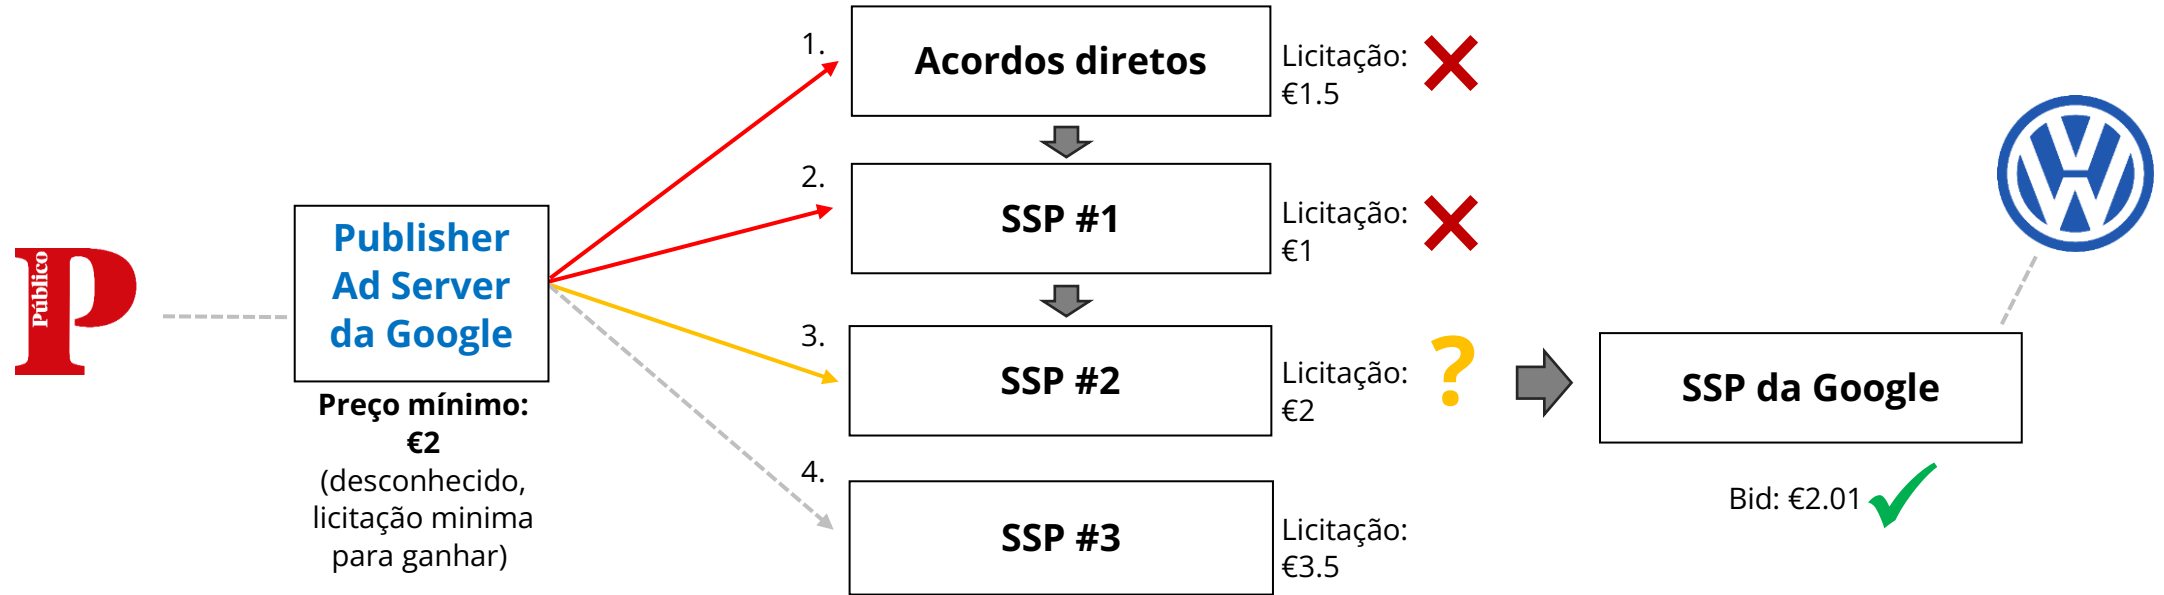 1.
Acordos diretos
Licitação:
€1.5
2.
SSP #1
Licitação:
€1
Público
Publisher
Ad Server
da Google
Preço mínimo:
€2
(desconhecido,
licitação minima
para ganhar)
3.
SSP #2
Licitação:
€2
?
SSP da Google
Bid: €2.01
4.
SSP #3
Licitação:
€3.5